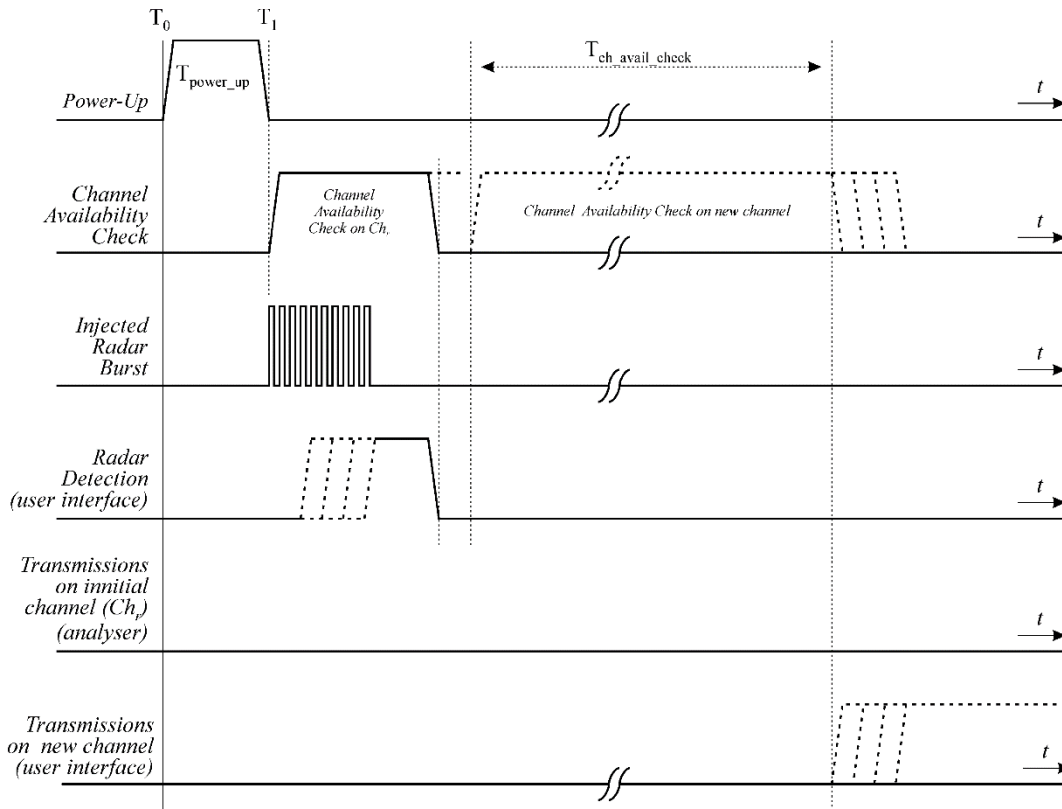 T0 T1
Tch_avail_check
Tpower_up
Power-Up
t
Channel
Availability
Check
Channel
Availability
Check on Chr
Channel Availability Check on new channel
t
Injected
Radar
Burst
t
Radar
Detection
(user interface)
t
Transmissions
on innitial
channel (Chr)
(analyser)
t
Transmissions
on new channel
(user interface)
t